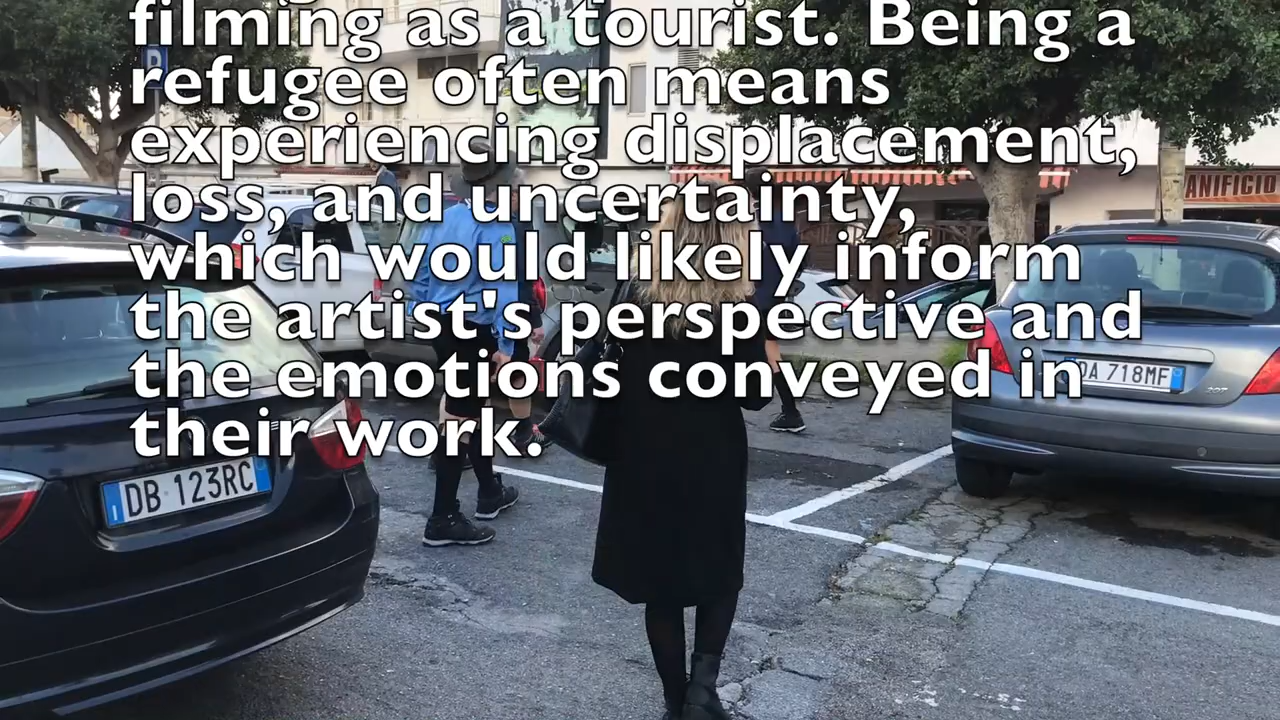 filming as a tourist. Being a
refugee often means
experiencing displacement,
loss, and uncertainty,
which would likely inform
the artist's perspective and
the emotions conveyed in
their work.
ANIFICIO
DA 718MF
207
DB 123RC